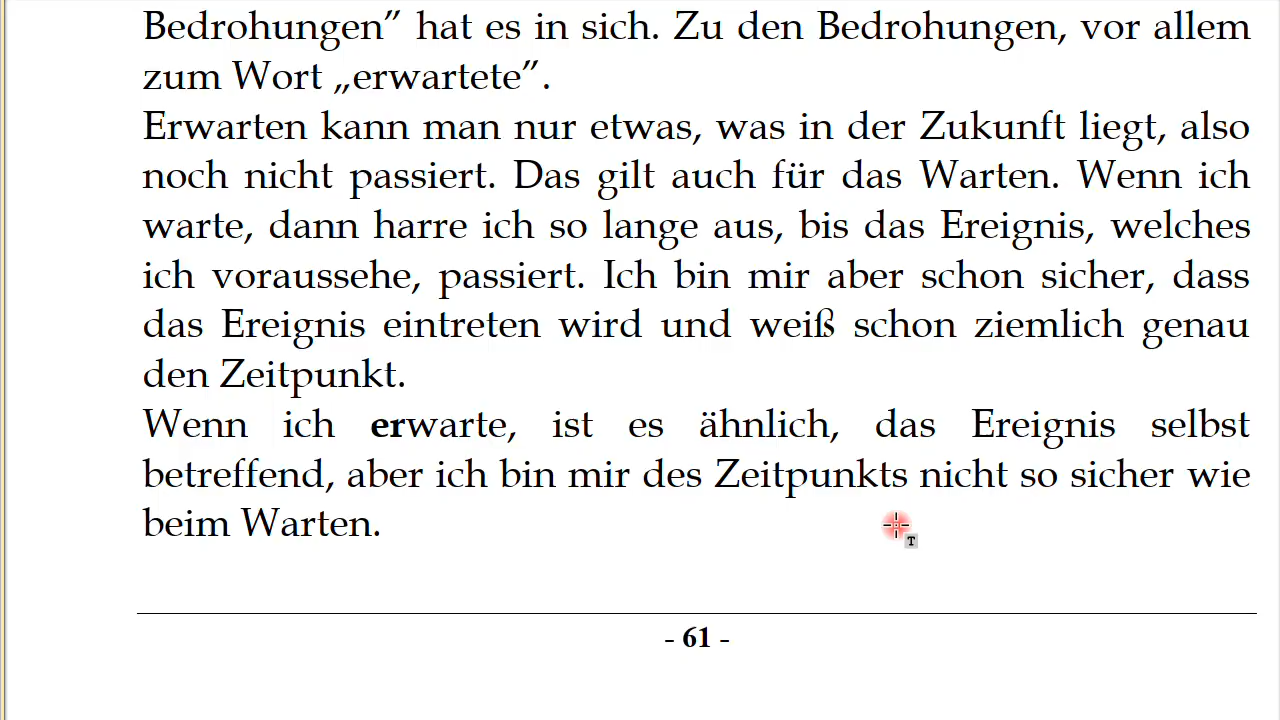 Bedrohungen” hat es in sich. Zu den Bedrohungen, vor allem
zum Wort „erwartete”.
Erwarten kann man nur etwas, was in der Zukunft liegt, also
noch nicht passiert. Das gilt auch für das Warten. Wenn ich
warte, dann harre ich so lange aus, bis das Ereignis, welches
ich voraussehe, passiert. Ich bin mir aber schon sicher, dass
das Ereignis eintreten wird und weiß schon ziemlich genau
den Zeitpunkt.
Wenn ich erwarte, ist es ähnlich, das Ereignis selbst
betreffend, aber ich bin mir des Zeitpunkts nicht so sicher wie
beim Warten.
T
- 61 -